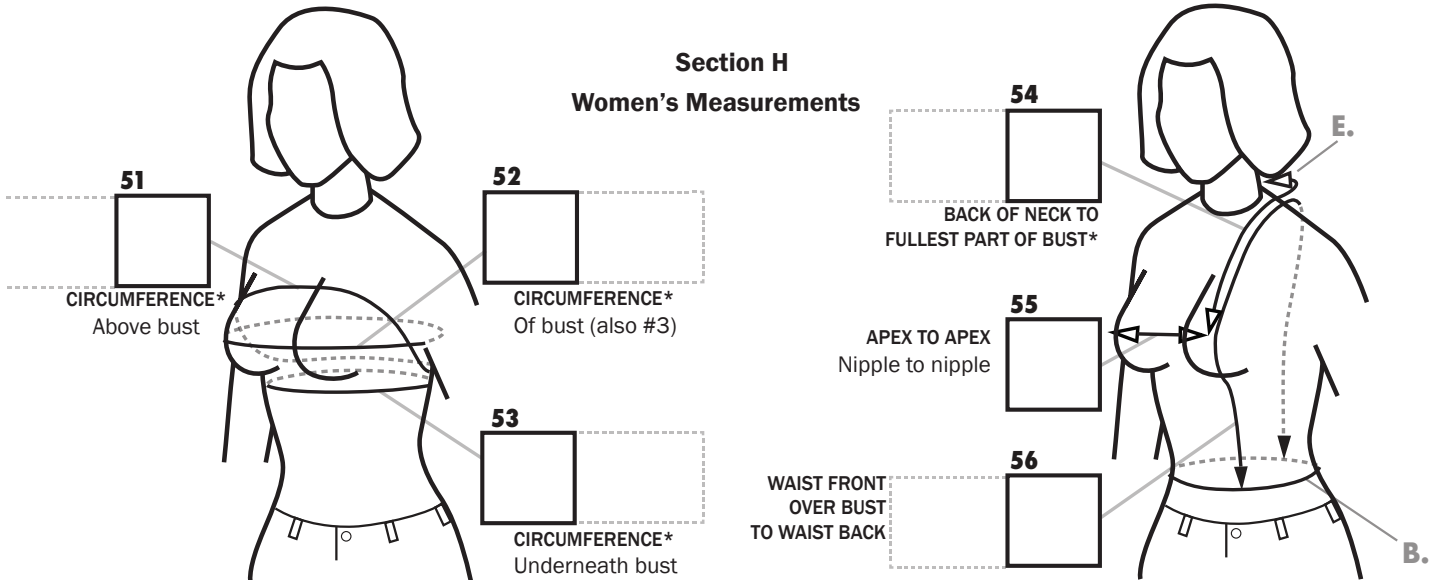 Section H
Women's Measurements
51
CIRCUMFERENCE*
Above bust
52
CIRCUMFERENCE*
Of bust (also #3)
53
CIRCUMFERENCE*
Underneath bust
54
BACK OF NECK TO
FULLEST PART OF BUST*
E.
55
APEX TO APEX
Nipple to nipple
56
WAIST FRONT
OVER BUST
TO WAIST BACK
B.